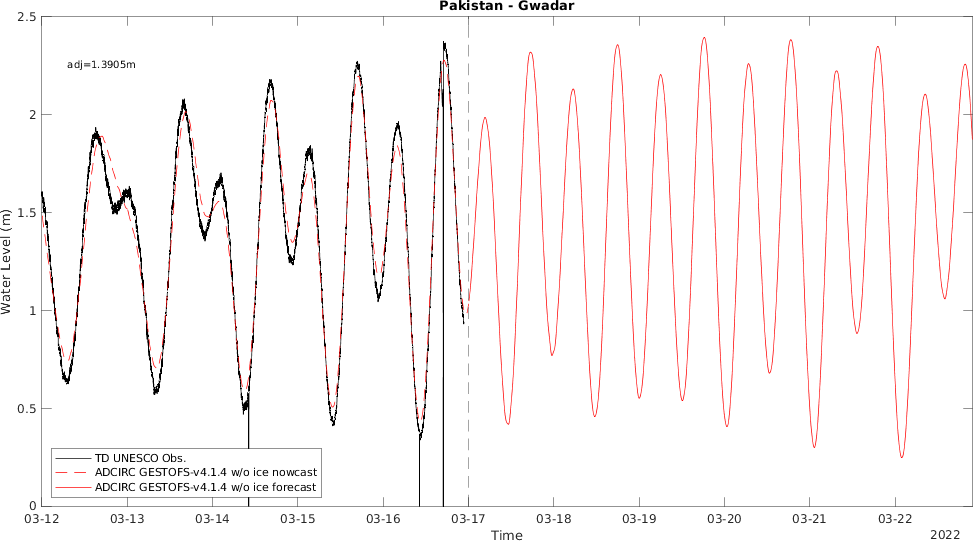 Pakistan - Gwadar
adj=1.3905m
Water Level (m)
2.5
2
1.5
1
0.5
0
TD UNESCO Obs.
ADCIRC GESTOFS-v4.1.4 w/o ice nowcast
ADCIRC GESTOFS-v4.1.4 w/o ice forecast
03-12 03-13 03-14 03-15 03-16 03-17 03-18 03-19 03-20 03-21 03-22
Time
2022